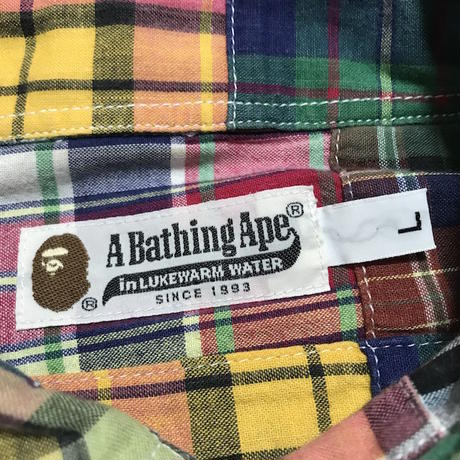 A Bathing Ape®
in LUKEWARM WATER
®
SINCE 1993
L